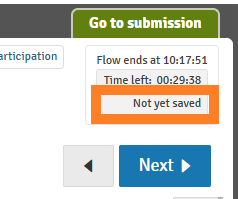 Go to submission
articipation
Flow ends at 10:17:51
Time left: 00:29:38
Not yet saved
Next